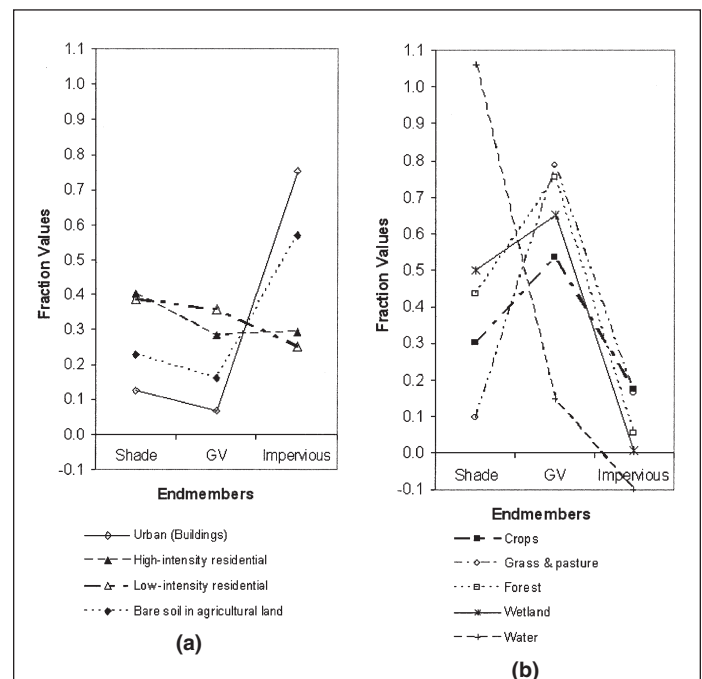 1.1
1.0
0.9
0.8
0.7
0.6
0.5
0.4
0.3
0.2
0.1
0.0
-0.1
Fraction Values
Shade GV Impervious
Endmembers
Urban (Buildings)
High-intensity residential
Low-intensity residential
Bare soil in agricultural land
(a)
1.1
1.0
0.9
0.8
0.7
0.6
0.5
0.4
0.3
0.2
0.1
0.0
-0.1
Fraction Values
Shade GV Impervious
Endmembers
Crops
Grass & pasture
Forest
Wetland
Water
(b)